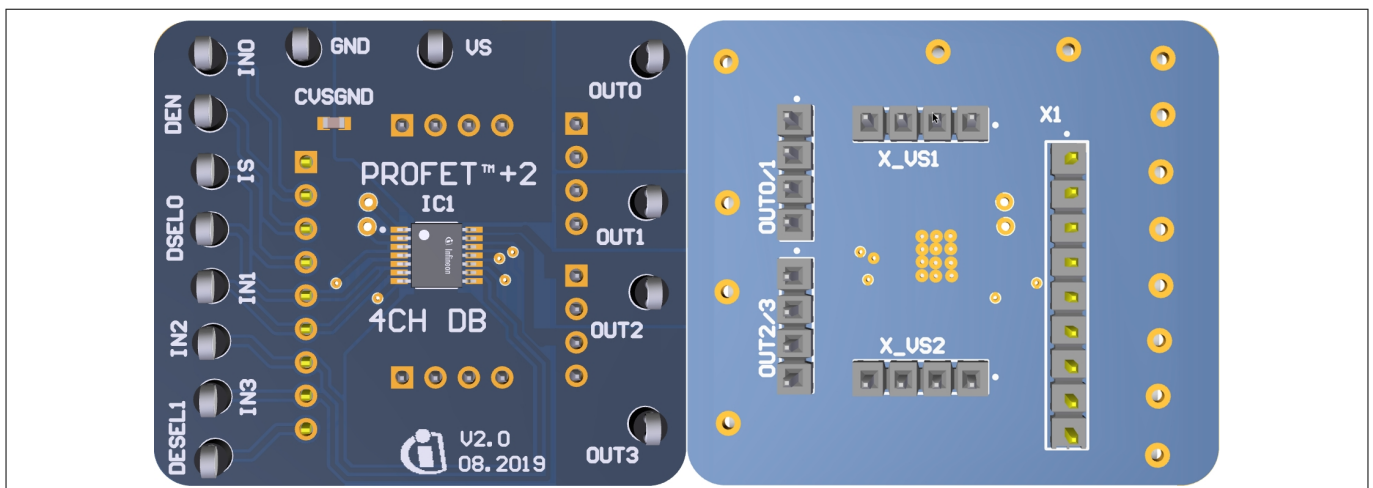 IN0
GND
VS
OUT0
DEN
CVSGND
IS
PROFET™+2
IC1
DSEL0
OUT1
infineon
IN1
4CH DB
IN2
OUT2
IN3
DESEL1
V2.0
08.2019
OUT3
X1
X_VS1
OUT0/1
OUT2/3
X_VS2